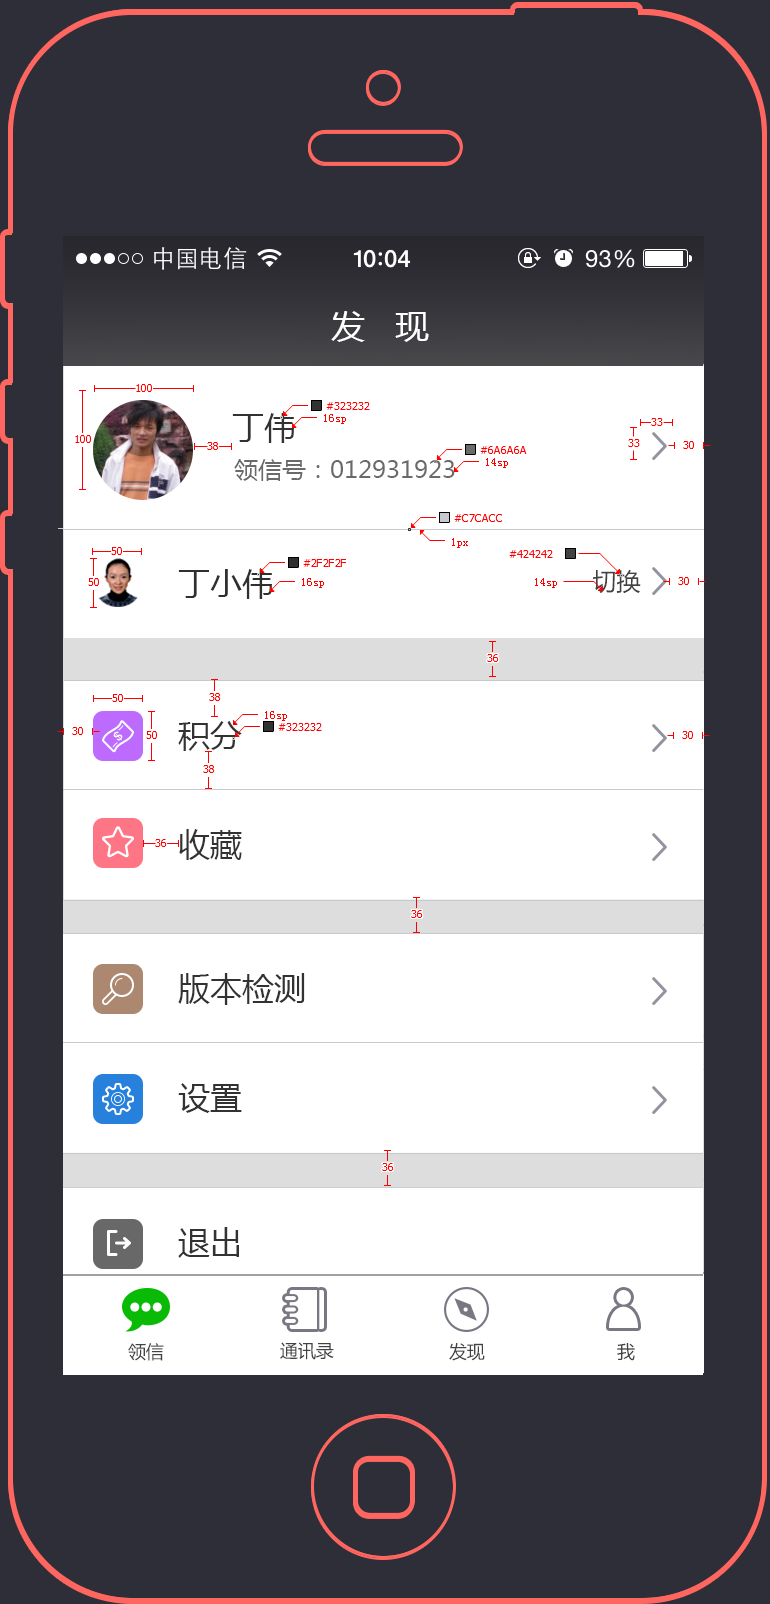 中国电信 10:04 93%
发 现
100
丁伟 #323232
16sp
33
100 38 33 30
领信号：012931923 #6A6A6A
14sp
#C7CACC
1px
50
50 丁小伟 #2F2F2F
16sp
#424242
14sp 切换 30
36
50 38
30 50 积分 16sp
#323232 30
38
36 收藏
36
版本检测
设置
36
退出
领信 通讯录 发现 我